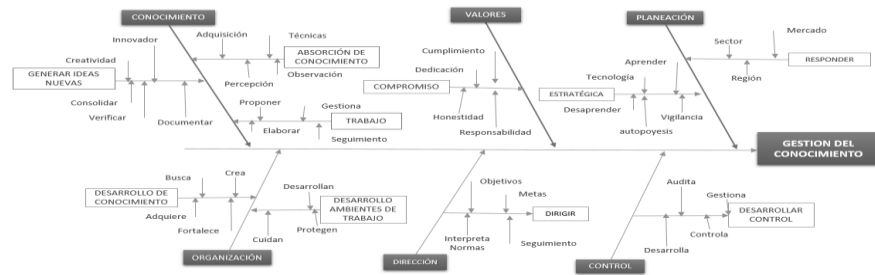 CONOCIMIENTO
VALORES
PLANEACIÓN
Innovador
Adquisición
Técnicas
Creatividad
GENERAR IDEAS
NUEVAS
ABSORCIÓN DE
CONOCIMIENTO
Percepción
Observación
Consolidar
Verificar
Documentar
Proponer
Gestiona
TRABAJO
Elaborar
Seguimiento
Cumplimiento
Dedicación
COMPROMISO
Honestidad
Responsabilidad
Mercado
Sector
RESPONDER
Región
Aprender
Tecnología
ESTRATÉGICA
Desaprender
Vigilancia
autopoyesis
GESTION DEL
CONOCIMIENTO
Busca
Crea
DESARROLLO DE
CONOCIMIENTO
Adquiere
Fortalece
Desarrollan
DESARROLLO
AMBIENTES DE
TRABAJO
Protegen
Cuidan
ORGANIZACIÓN
Objetivos
Metas
DIRIGIR
Interpreta
Normas
Seguimiento
DIRECCIÓN
Audita
Gestiona
DESARROLLAR
CONTROL
Controla
Desarrolla
CONTROL